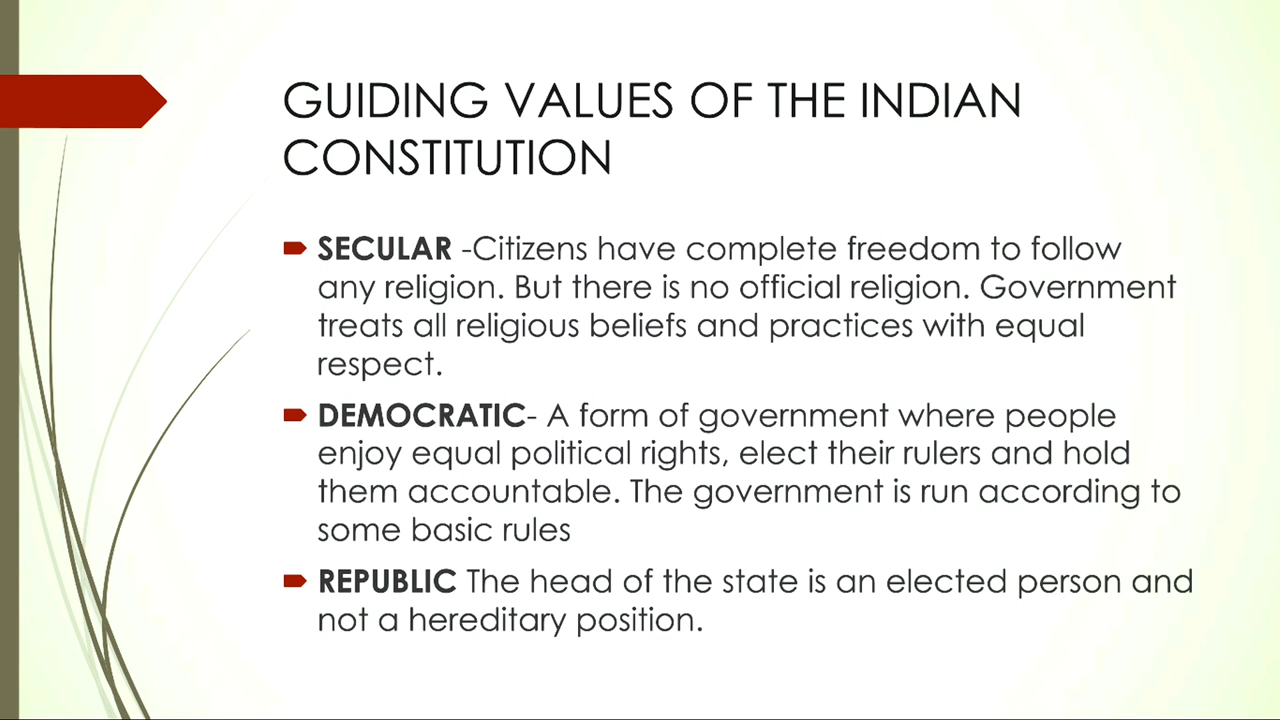 GUIDING VALUES OF THE INDIAN
CONSTITUTION
SECULAR -Citizens have complete freedom to follow
any religion. But there is no official religion. Government
treats all religious beliefs and practices with equal
respect.
DEMOCRATIC- A form of government where people
enjoy equal political rights, elect their rulers and hold
them accountable. The government is run according to
some basic rules
REPUBLIC The head of the state is an elected person and
not a hereditary position.